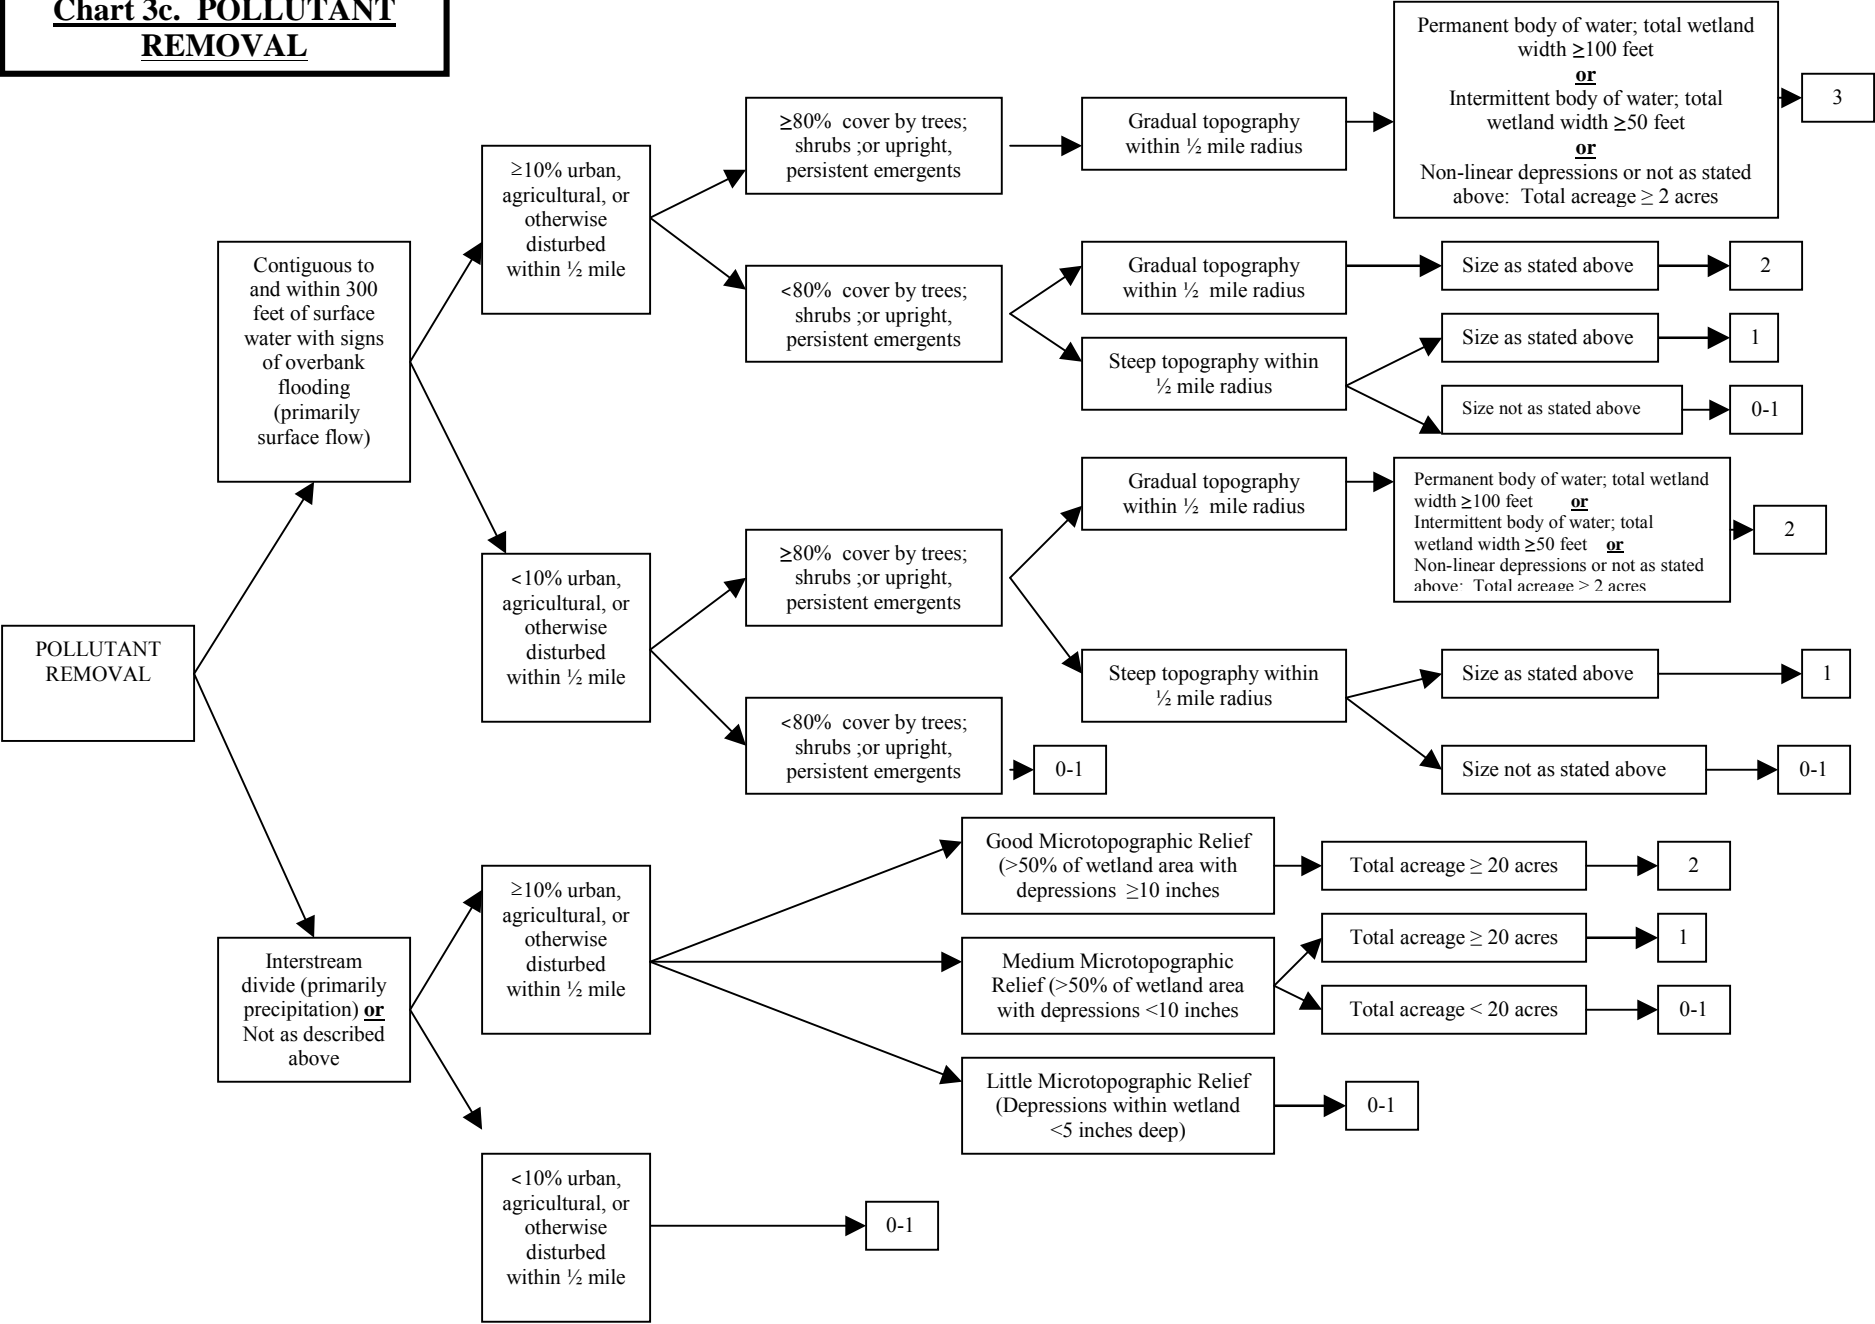 Chart 3c. POLLUTANT
REMOVAL
POLLUTANT
REMOVAL
Contiguous to
and within 300
feet of surface
water with signs
of overbank
flooding
(primarily
surface flow)
≥10% urban,
agricultural, or
otherwise
disturbed
within ½ mile
≥80% cover by trees;
shrubs ;or upright,
persistent emergents
Gradual topography
within ½ mile radius
Permanent body of water; total wetland
width ≥100 feet
or
Intermittent body of water; total
wetland width ≥50 feet
or
Non-linear depressions or not as stated
above: Total acreage ≥ 2 acres
3
<80% cover by trees;
shrubs ;or upright,
persistent emergents
Gradual topography
within ½ mile radius
Size as stated above
2
Steep topography within
½ mile radius
Size as stated above
1
Size not as stated above
0-1
<10% urban,
agricultural, or
otherwise
disturbed
within ½ mile
≥80% cover by trees;
shrubs ;or upright,
persistent emergents
Gradual topography
within ½ mile radius
Permanent body of water; total wetland
width ≥100 feet or
Intermittent body of water; total
wetland width ≥50 feet or
Non-linear depressions or not as stated
above: Total acreage > 2 acres
2
Steep topography within
½ mile radius
Size as stated above
1
Size not as stated above
0-1
<80% cover by trees;
shrubs ;or upright,
persistent emergents
0-1
Interstream
divide (primarily
precipitation) or
Not as described
above
≥10% urban,
agricultural, or
otherwise
disturbed
within ½ mile
Good Microtopographic Relief
(>50% of wetland area with
depressions ≥10 inches
Total acreage ≥ 20 acres
2
Medium Microtopographic
Relief (>50% of wetland area
with depressions <10 inches
Total acreage ≥ 20 acres
1
Total acreage < 20 acres
0-1
Little Microtopographic Relief
(Depressions within wetland
<5 inches deep)
0-1
<10% urban,
agricultural, or
otherwise
disturbed
within ½ mile
0-1